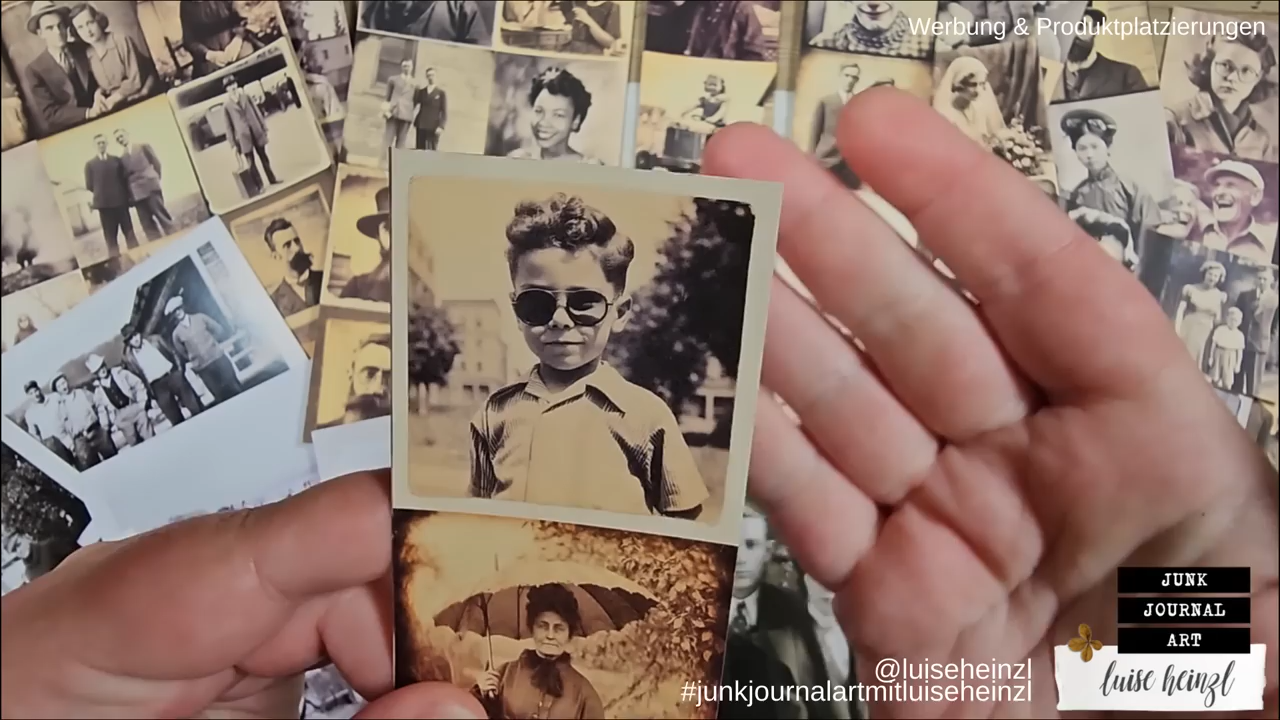 Werbung & Produktplatzierungen
JUNK
JOURNAL
ART
luise heinzl
@luiseheinzl
#junkjournalartmitluiseheinzl